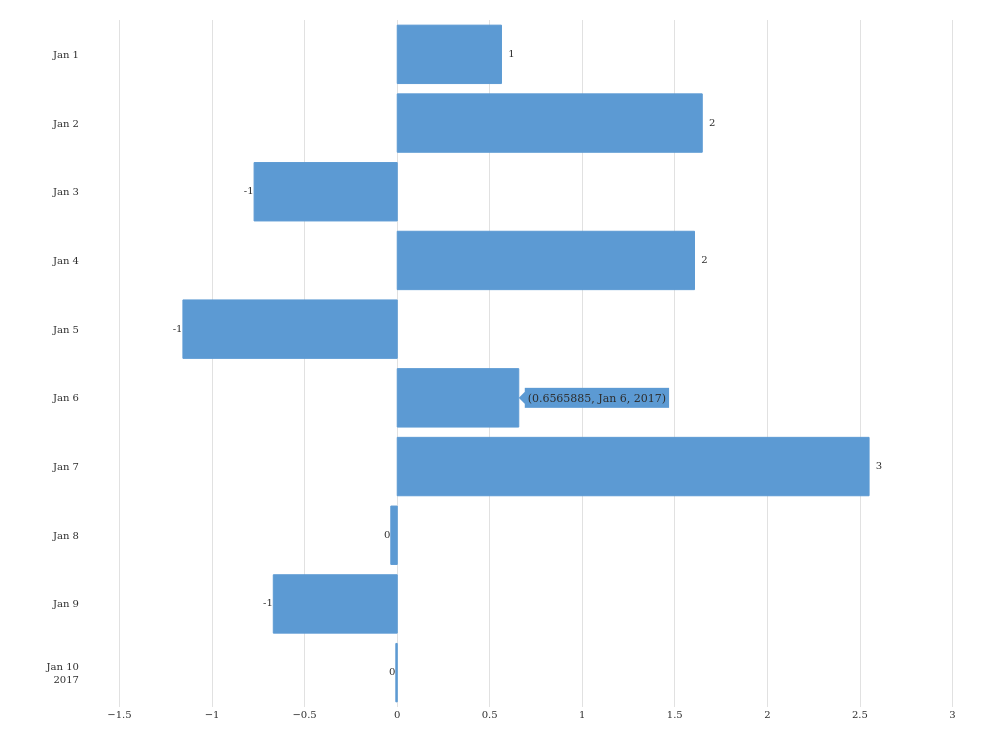 Jan 1
1
Jan 2
2
Jan 3
-1
Jan 4
2
Jan 5
-1
Jan 6
(0.6565885, Jan 6, 2017)
Jan 7
3
Jan 8
0
Jan 9
-1
Jan 10
2017
0
−1.5 −1 −0.5 0 0.5 1 1.5 2 2.5 3